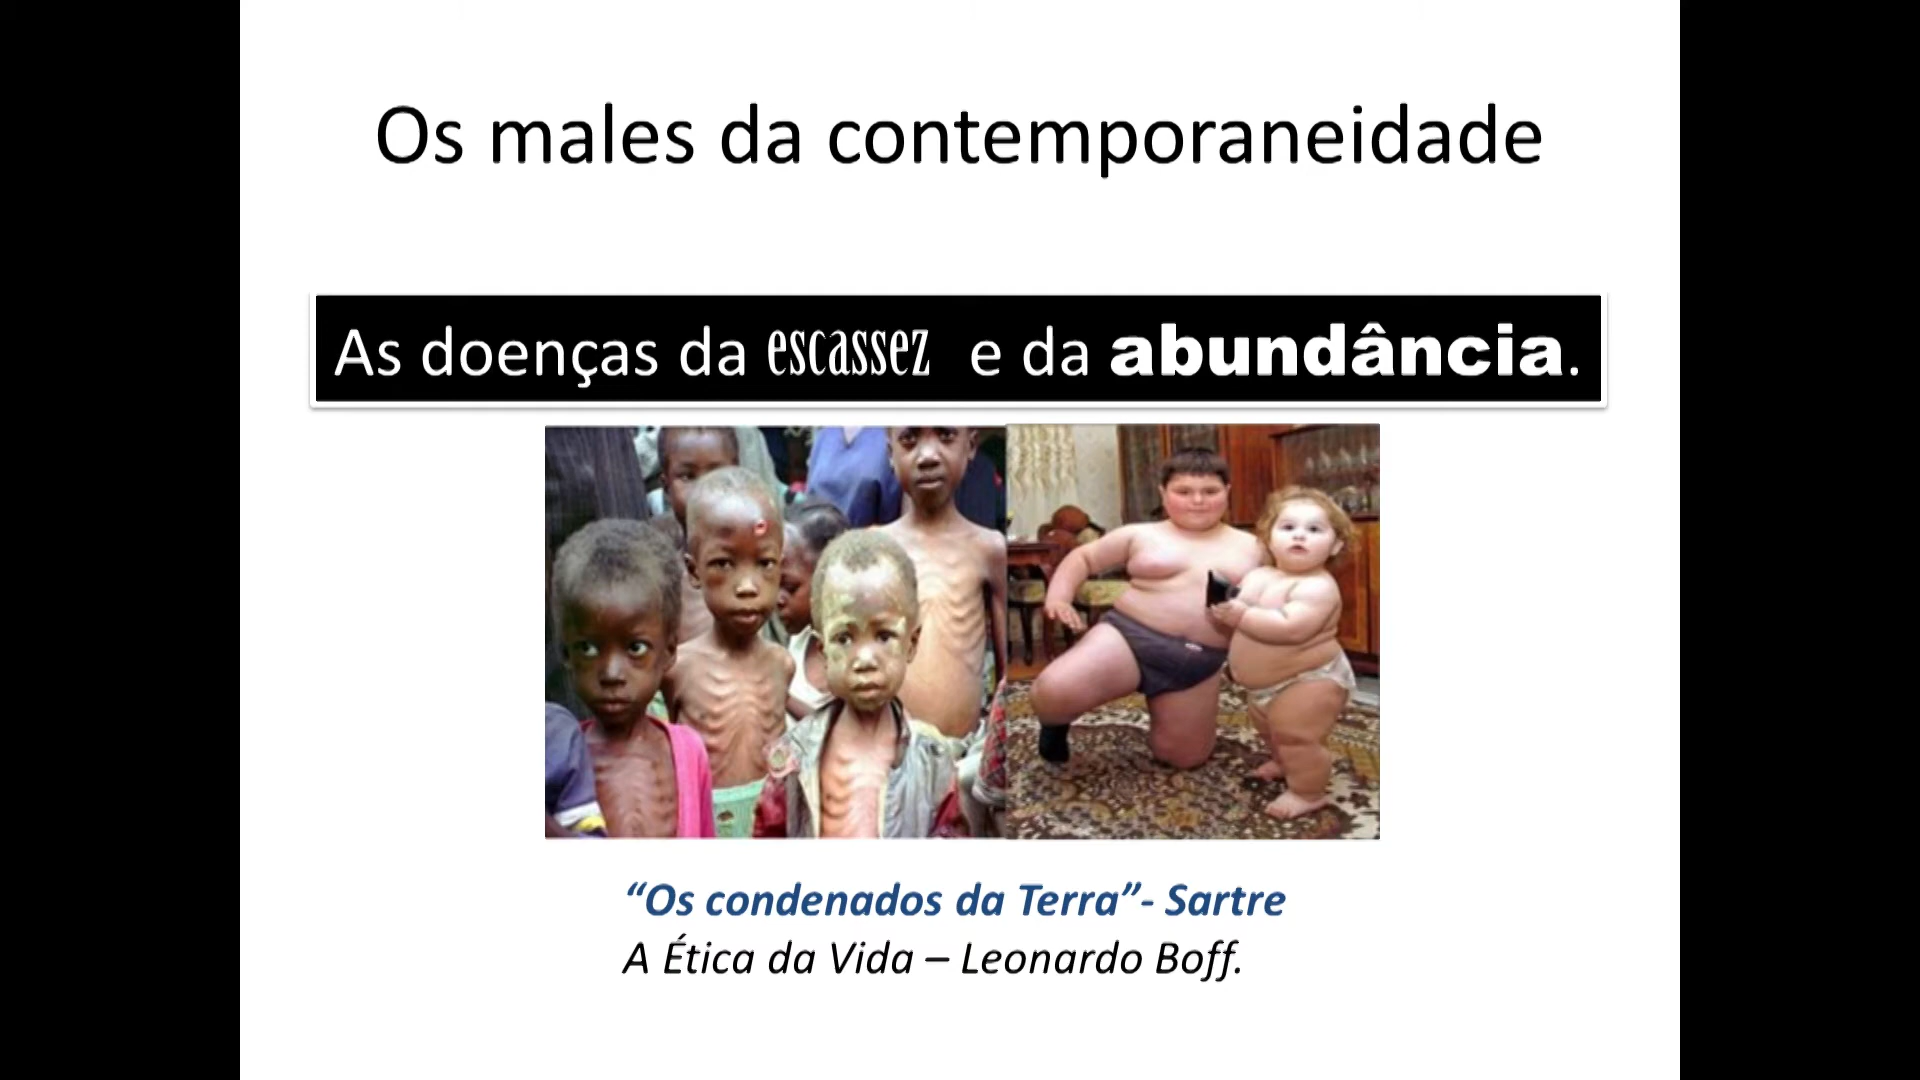 Os males da contemporaneidade
As doenças da escassez e da abundância.
“Os condenados da Terra”- Sartre
A Ética da Vida – Leonardo Boff.